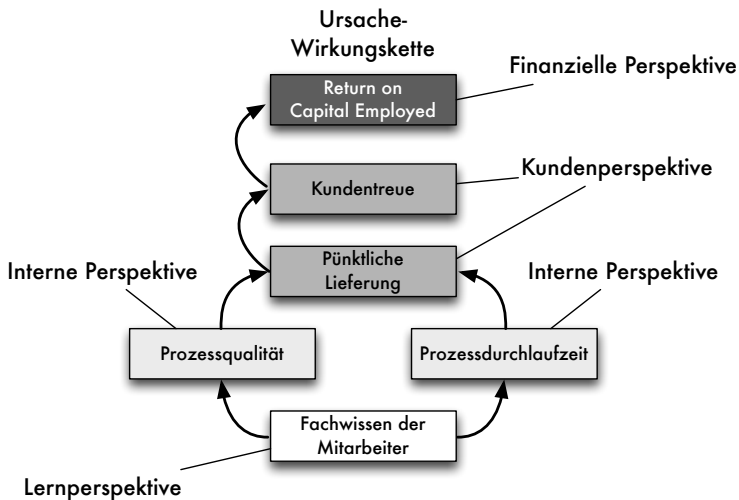 Ursache-
Wirkungskette
Finanzielle Perspektive
Return on
Capital Employed
Kundenperspektive
Kundentreue
Interne Perspektive
Pünktliche
Lieferung
Interne Perspektive
Prozessqualität
Prozessdurchlaufzeit
Fachwissen der
Mitarbeiter
Lernperspektive